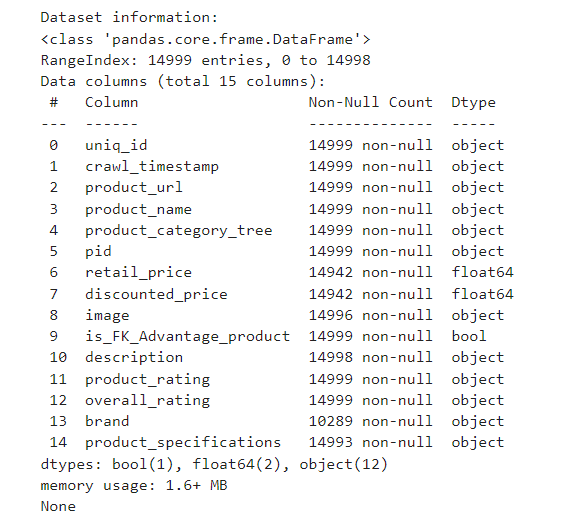 Dataset information:
<class 'pandas.core.frame.DataFrame'>
RangeIndex: 14999 entries, 0 to 14998
Data columns (total 15 columns):
 #   Column                   Non-Null Count  Dtype
---  ------                   --------------  -----
 0   uniq_id                  14999 non-null  object
 1   crawl_timestamp          14999 non-null  object
 2   product_url              14999 non-null  object
 3   product_name             14999 non-null  object
 4   product_category_tree    14999 non-null  object
 5   pid                      14999 non-null  object
 6   retail_price             14942 non-null  float64
 7   discounted_price         14942 non-null  float64
 8   image                    14996 non-null  object
 9   is_FK_Advantage_product  14999 non-null  bool
 10  description              14998 non-null  object
 11  product_rating           14999 non-null  object
 12  overall_rating           14999 non-null  object
 13  brand                    10289 non-null  object
 14  product_specifications   14993 non-null  object
dtypes: bool(1), float64(2), object(12)
memory usage: 1.6+ MB
None